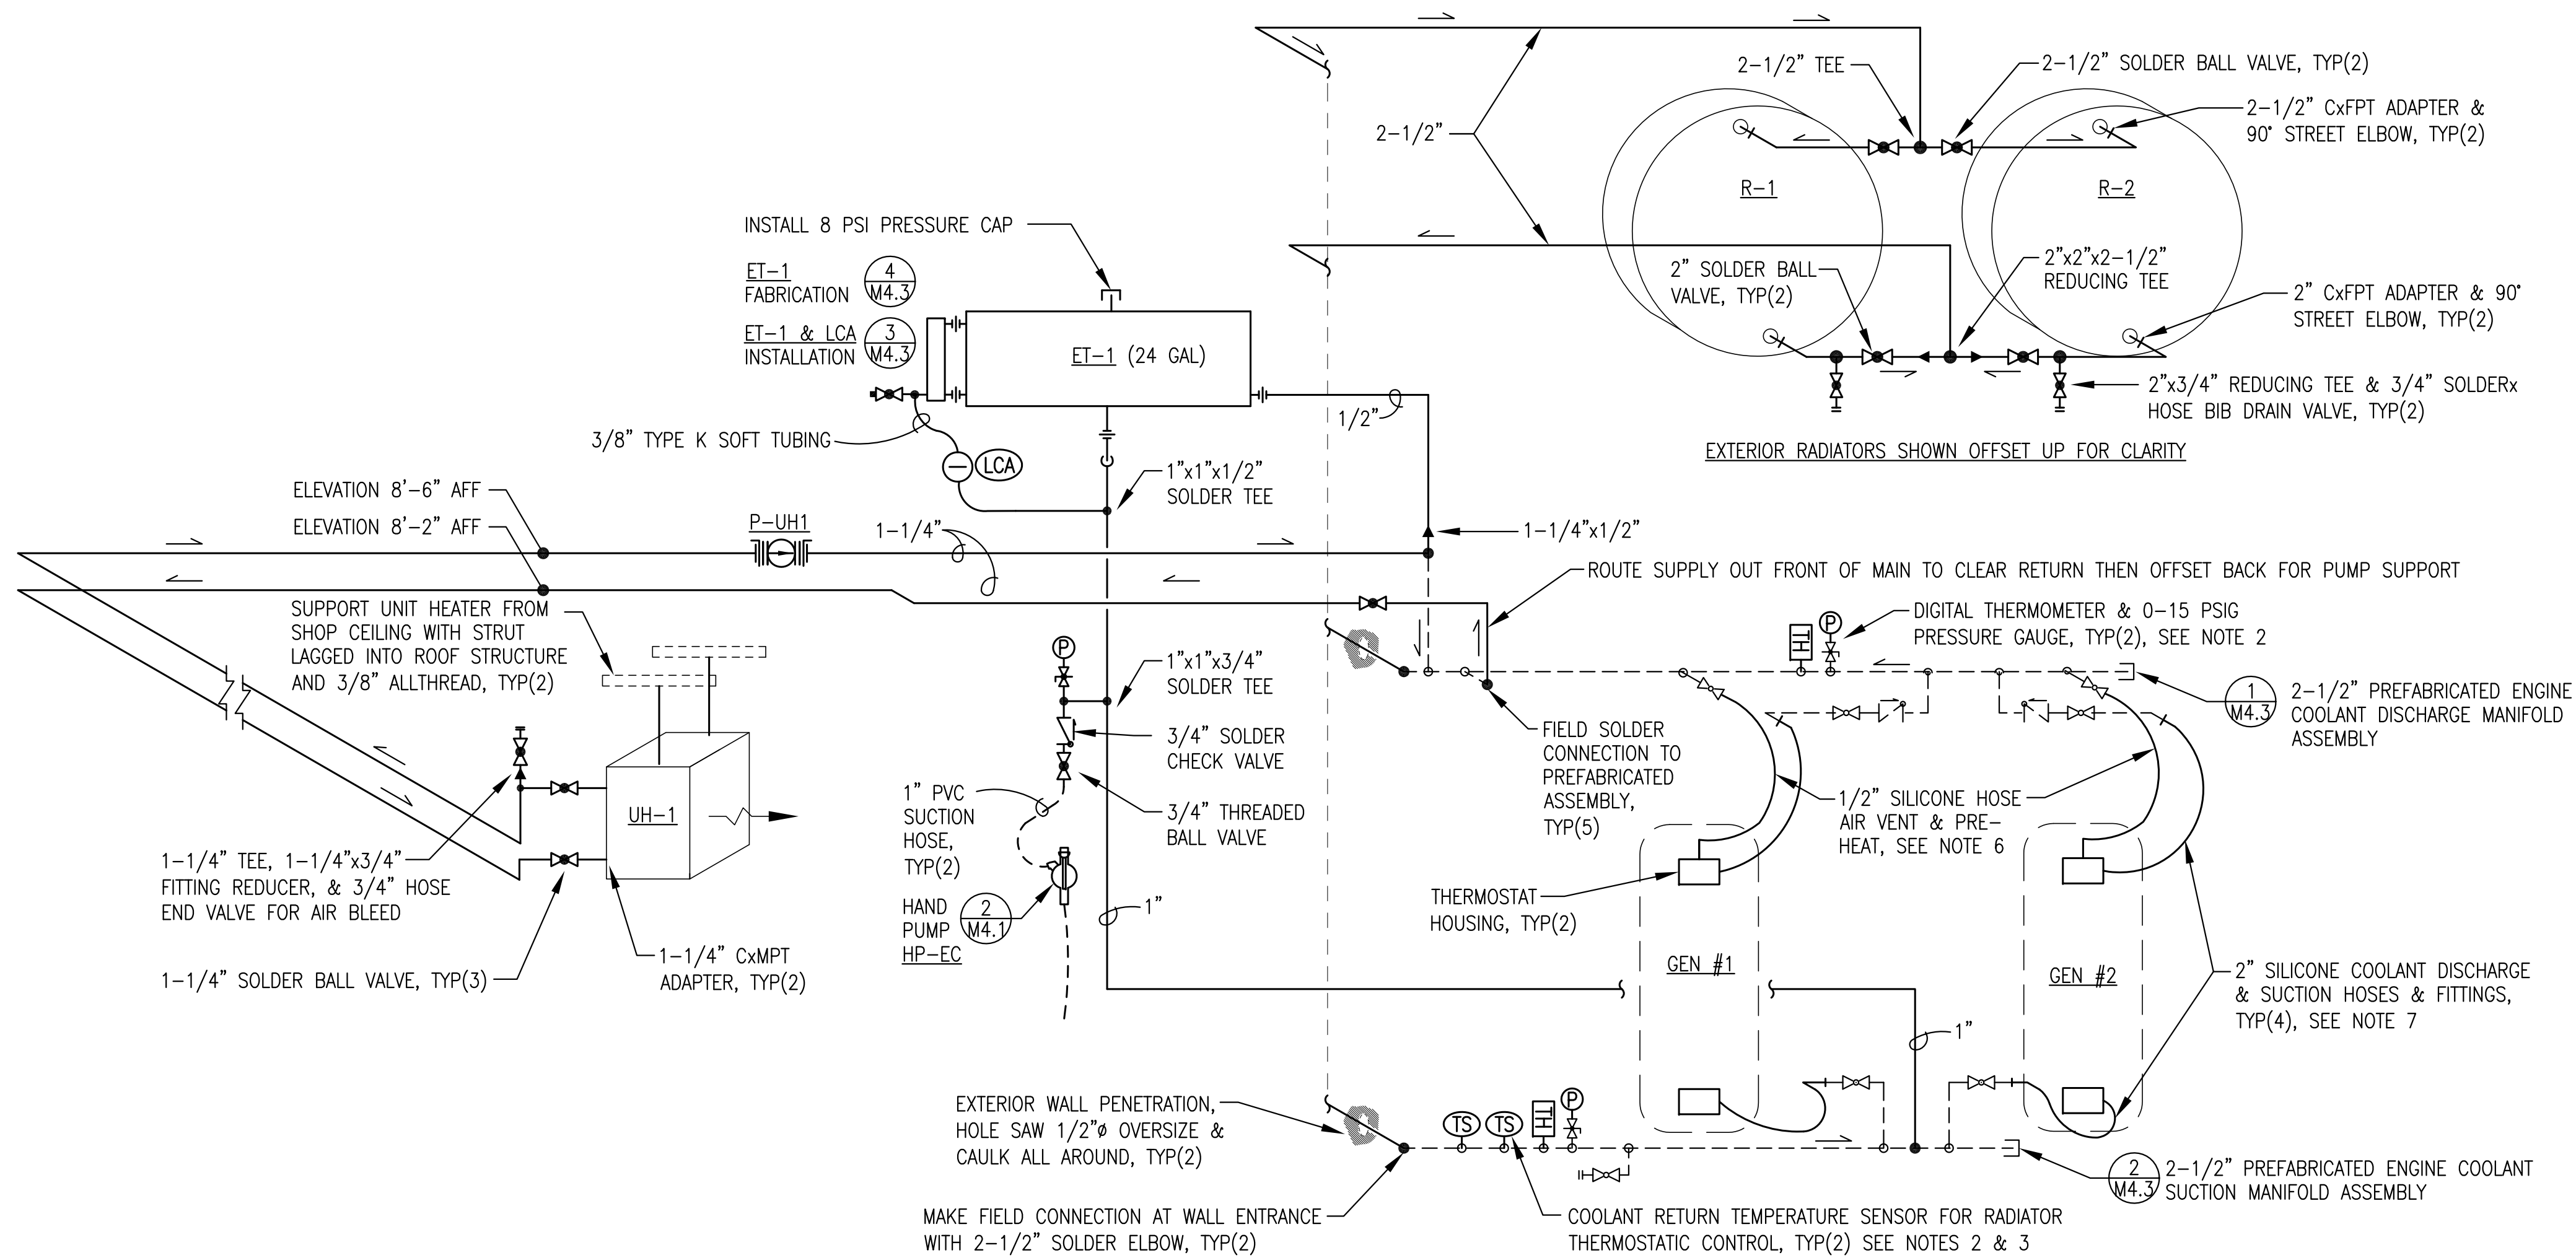 2-1/2" TEE
2-1/2" SOLDER BALL VALVE, TYP(2)
2-1/2" CxFPT ADAPTER &
90° STREET ELBOW, TYP(2)
2-1/2"
R-1
R-2
INSTALL 8 PSI PRESSURE CAP
ET-1
FABRICATION
4
M4.3
ET-1 & LCA
INSTALLATION
3
M4.3
ET-1 (24 GAL)
2" SOLDER BALL
VALVE, TYP(2)
2"x2"x2-1/2"
REDUCING TEE
2" CxFPT ADAPTER & 90°
STREET ELBOW, TYP(2)
2"x3/4" REDUCING TEE & 3/4" SOLDERx
HOSE BIB DRAIN VALVE, TYP(2)
EXTERIOR RADIATORS SHOWN OFFSET UP FOR CLARITY
1/2"
3/8" TYPE K SOFT TUBING
LCA
1"x1"x1/2"
SOLDER TEE
ELEVATION 8'-6" AFF
ELEVATION 8'-2" AFF
P-UH1
1-1/4"
1-1/4"x1/2"
ROUTE SUPPLY OUT FRONT OF MAIN TO CLEAR RETURN THEN OFFSET BACK FOR PUMP SUPPORT
SUPPORT UNIT HEATER FROM
SHOP CEILING WITH STRUT
LAGGED INTO ROOF STRUCTURE
AND 3/8" ALLTHREAD, TYP(2)
DIGITAL THERMOMETER & 0-15 PSIG
PRESSURE GAUGE, TYP(2), SEE NOTE 2
TH
P
P
1"x1"x3/4"
SOLDER TEE
1
M4.3
2-1/2" PREFABRICATED ENGINE
COOLANT DISCHARGE MANIFOLD
ASSEMBLY
3/4" SOLDER
CHECK VALVE
FIELD SOLDER
CONNECTION TO
PREFABRICATED
ASSEMBLY,
TYP(5)
1" PVC
SUCTION
HOSE,
TYP(2)
3/4" THREADED
BALL VALVE
1/2" SILICONE HOSE
AIR VENT & PRE-
HEAT, SEE NOTE 6
UH-1
1-1/4" TEE, 1-1/4"x3/4"
FITTING REDUCER, & 3/4" HOSE
END VALVE FOR AIR BLEED
HAND
PUMP
HP-EC
2
M4.1
1"
THERMOSTAT
HOUSING, TYP(2)
1-1/4" SOLDER BALL VALVE, TYP(3)
1-1/4" CxMPT
ADAPTER, TYP(2)
GEN #1
GEN #2
2" SILICONE COOLANT DISCHARGE
& SUCTION HOSES & FITTINGS,
TYP(4), SEE NOTE 7
1"
EXTERIOR WALL PENETRATION,
HOLE SAW 1/2"ø OVERSIZE &
CAULK ALL AROUND, TYP(2)
TS
TS
TH
P
2
M4.3
2-1/2" PREFABRICATED ENGINE COOLANT
SUCTION MANIFOLD ASSEMBLY
MAKE FIELD CONNECTION AT WALL ENTRANCE
WITH 2-1/2" SOLDER ELBOW, TYP(2)
COOLANT RETURN TEMPERATURE SENSOR FOR RADIATOR
THERMOSTATIC CONTROL, TYP(2) SEE NOTES 2 & 3